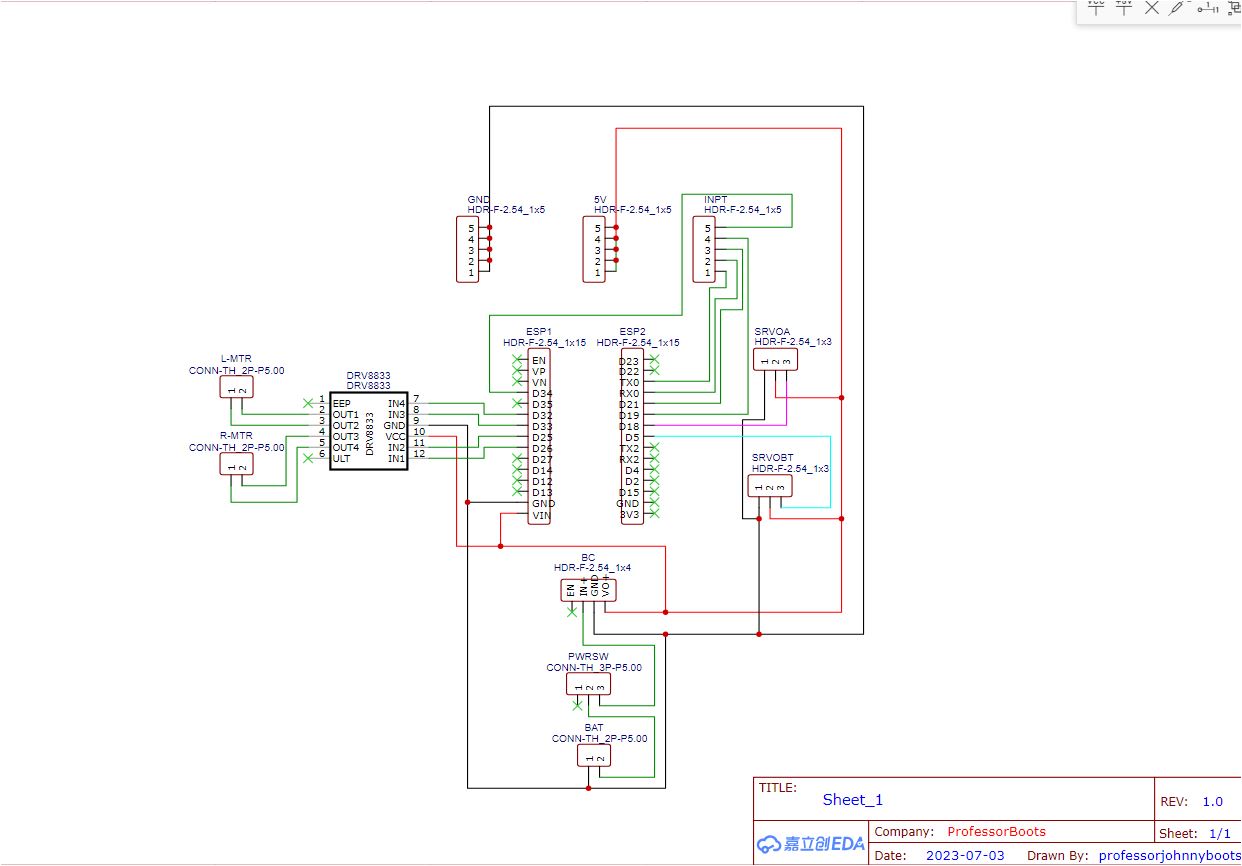 GND
HDR-F-2.54_1x5
5
4
3
2
1
5V
HDR-F-2.54_1x5
5
4
3
2
1
INPT
HDR-F-2.54_1x5
5
4
3
2
1
L-MTR
CONN-TH_2P-P5.00
1 2
R-MTR
CONN-TH_2P-P5.00
1 2
DRV8833
DRV8833
DRV8833
1 EEP
2 OUT1
3 OUT2
4 OUT3
5 OUT4
6 ULT
IN4 7
IN3 8
GND 9
VCC 10
IN2 11
IN1 12
ESP1
HDR-F-2.54_1x15
EN
VP
VN
D34
D35
D32
D33
D25
D26
D27
D14
D12
D13
GND
VIN
ESP2
HDR-F-2.54_1x15
D23
D22
TX0
RX0
D21
D19
D18
D5
TX2
RX2
D4
D2
D15
GND
3V3
SRVOA
HDR-F-2.54_1x3
1 2 3
SRVOBT
HDR-F-2.54_1x3
1 2 3
BC
HDR-F-2.54_1x4
EN
IN+
GND
VO+
PWRSW
CONN-TH_3P-P5.00
1 2 3
BAT
CONN-TH_2P-P5.00
1 2
TITLE:
Sheet_1
REV: 1.0
嘉立创EDA
Company: ProfessorBoots
Sheet: 1/1
Date: 2023-07-03 Drawn By: professorjohnnyboots